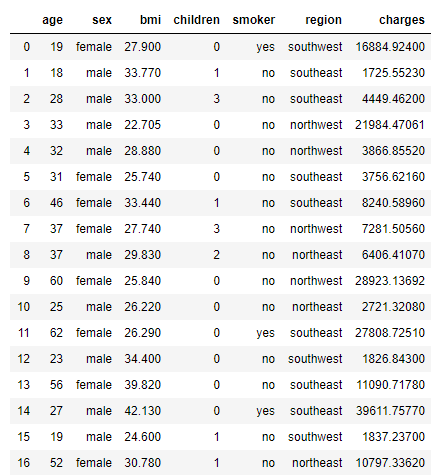 age sex bmi children smoker region charges
0 19 female 27.900 0 yes southwest 16884.92400
1 18 male 33.770 1 no southeast 1725.55230
2 28 male 33.000 3 no southeast 4449.46200
3 33 male 22.705 0 no northwest 21984.47061
4 32 male 28.880 0 no northwest 3866.85520
5 31 female 25.740 0 no southeast 3756.62160
6 46 female 33.440 1 no southeast 8240.58960
7 37 female 27.740 3 no northwest 7281.50560
8 37 male 29.830 2 no northeast 6406.41070
9 60 female 25.840 0 no northwest 28923.13692
10 25 male 26.220 0 no northeast 2721.32080
11 62 female 26.290 0 yes southeast 27808.72510
12 23 male 34.400 0 no southwest 1826.84300
13 56 female 39.820 0 no southeast 11090.71780
14 27 male 42.130 0 yes southeast 39611.75770
15 19 male 24.600 1 no southwest 1837.23700
16 52 female 30.780 1 no northeast 10797.33620